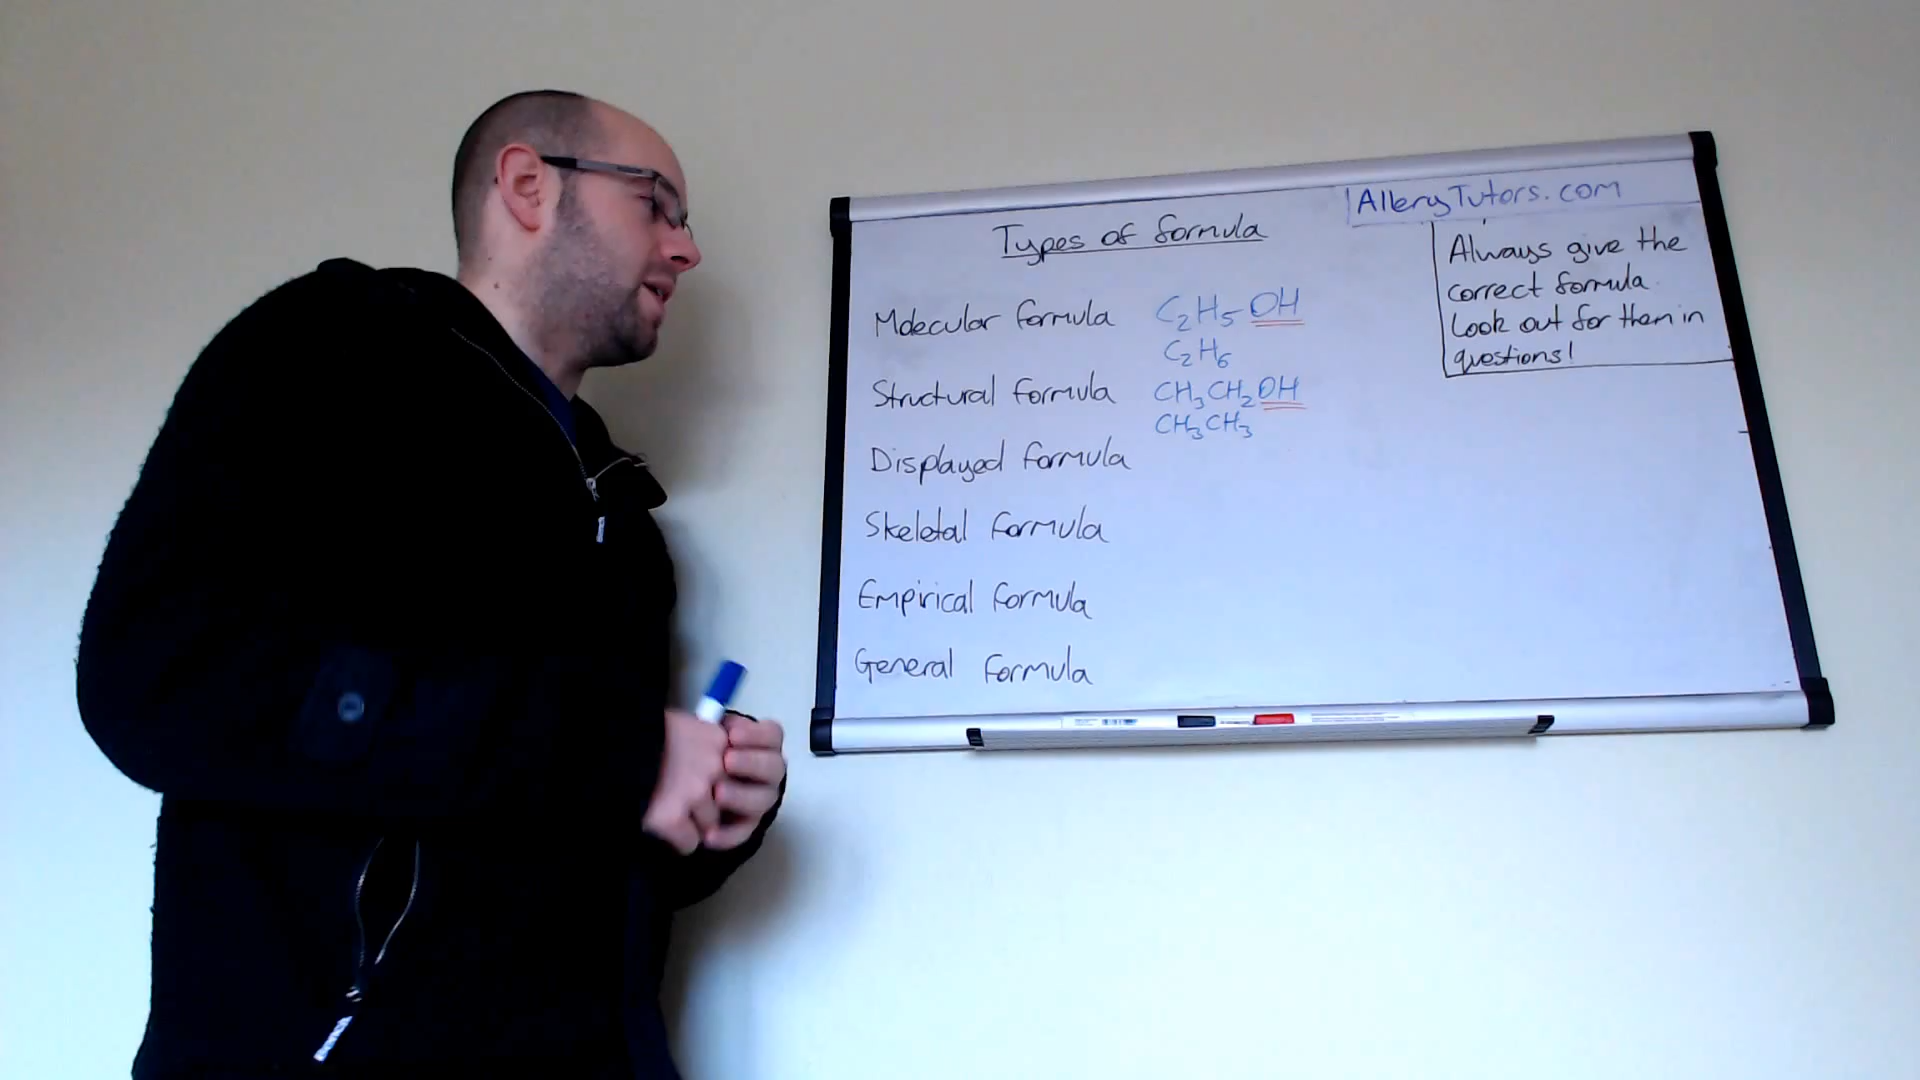 AlleryTutors.com
Types of formula
Always give the
correct formula.
Look out for them in
questions!
Molecular formula C₂H₅OH
C₂H₆
Structural formula CH₃CH₂OH
CH₃CH₃
Displayed formula
Skeletal formula
Empirical formula
General formula